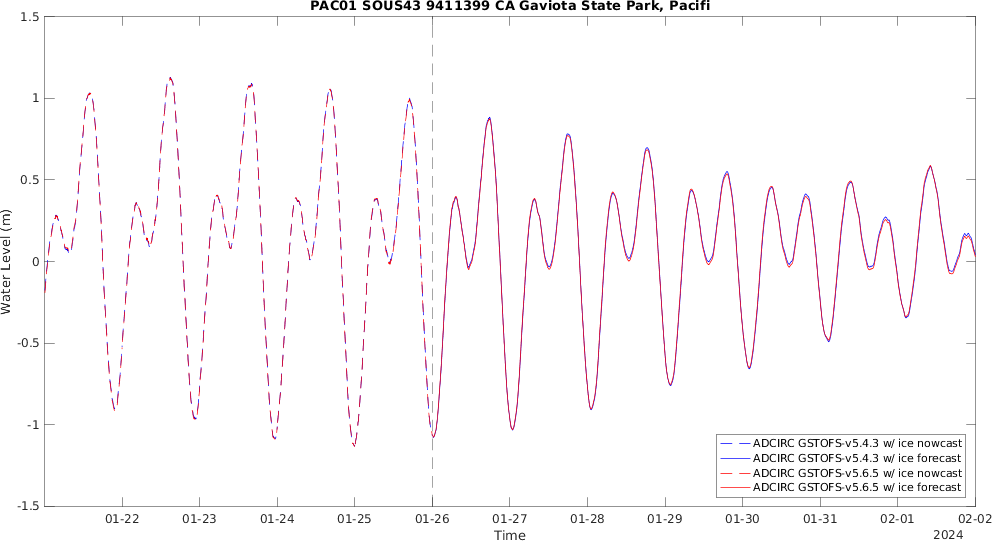 PAC01 SOUS43 9411399 CA Gaviota State Park, Pacifi
1.5
1
0.5
0
-0.5
-1
-1.5
Water Level (m)
ADCIRC GSTOFS-v5.4.3 w/ ice nowcast
ADCIRC GSTOFS-v5.4.3 w/ ice forecast
ADCIRC GSTOFS-v5.6.5 w/ ice nowcast
ADCIRC GSTOFS-v5.6.5 w/ ice forecast
01-22 01-23 01-24 01-25 01-26 01-27 01-28 01-29 01-30 01-31 02-01 02-02
Time
2024